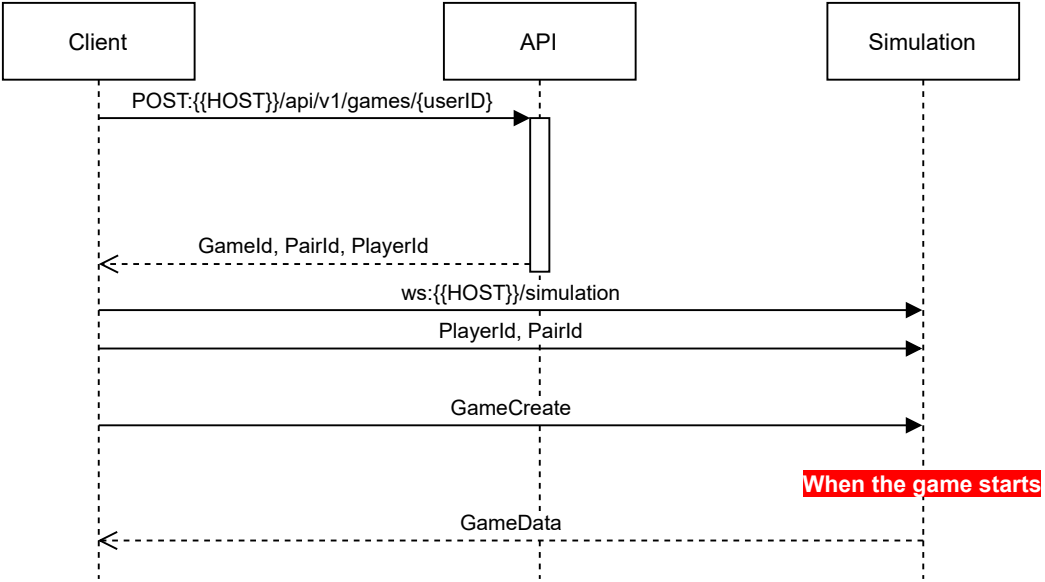 Client
API
Simulation
POST:{{HOST}}/api/v1/games/{userID}
GameId, PairId, PlayerId
ws:{{HOST}}/simulation
PlayerId, PairId
GameCreate
When the game starts
GameData